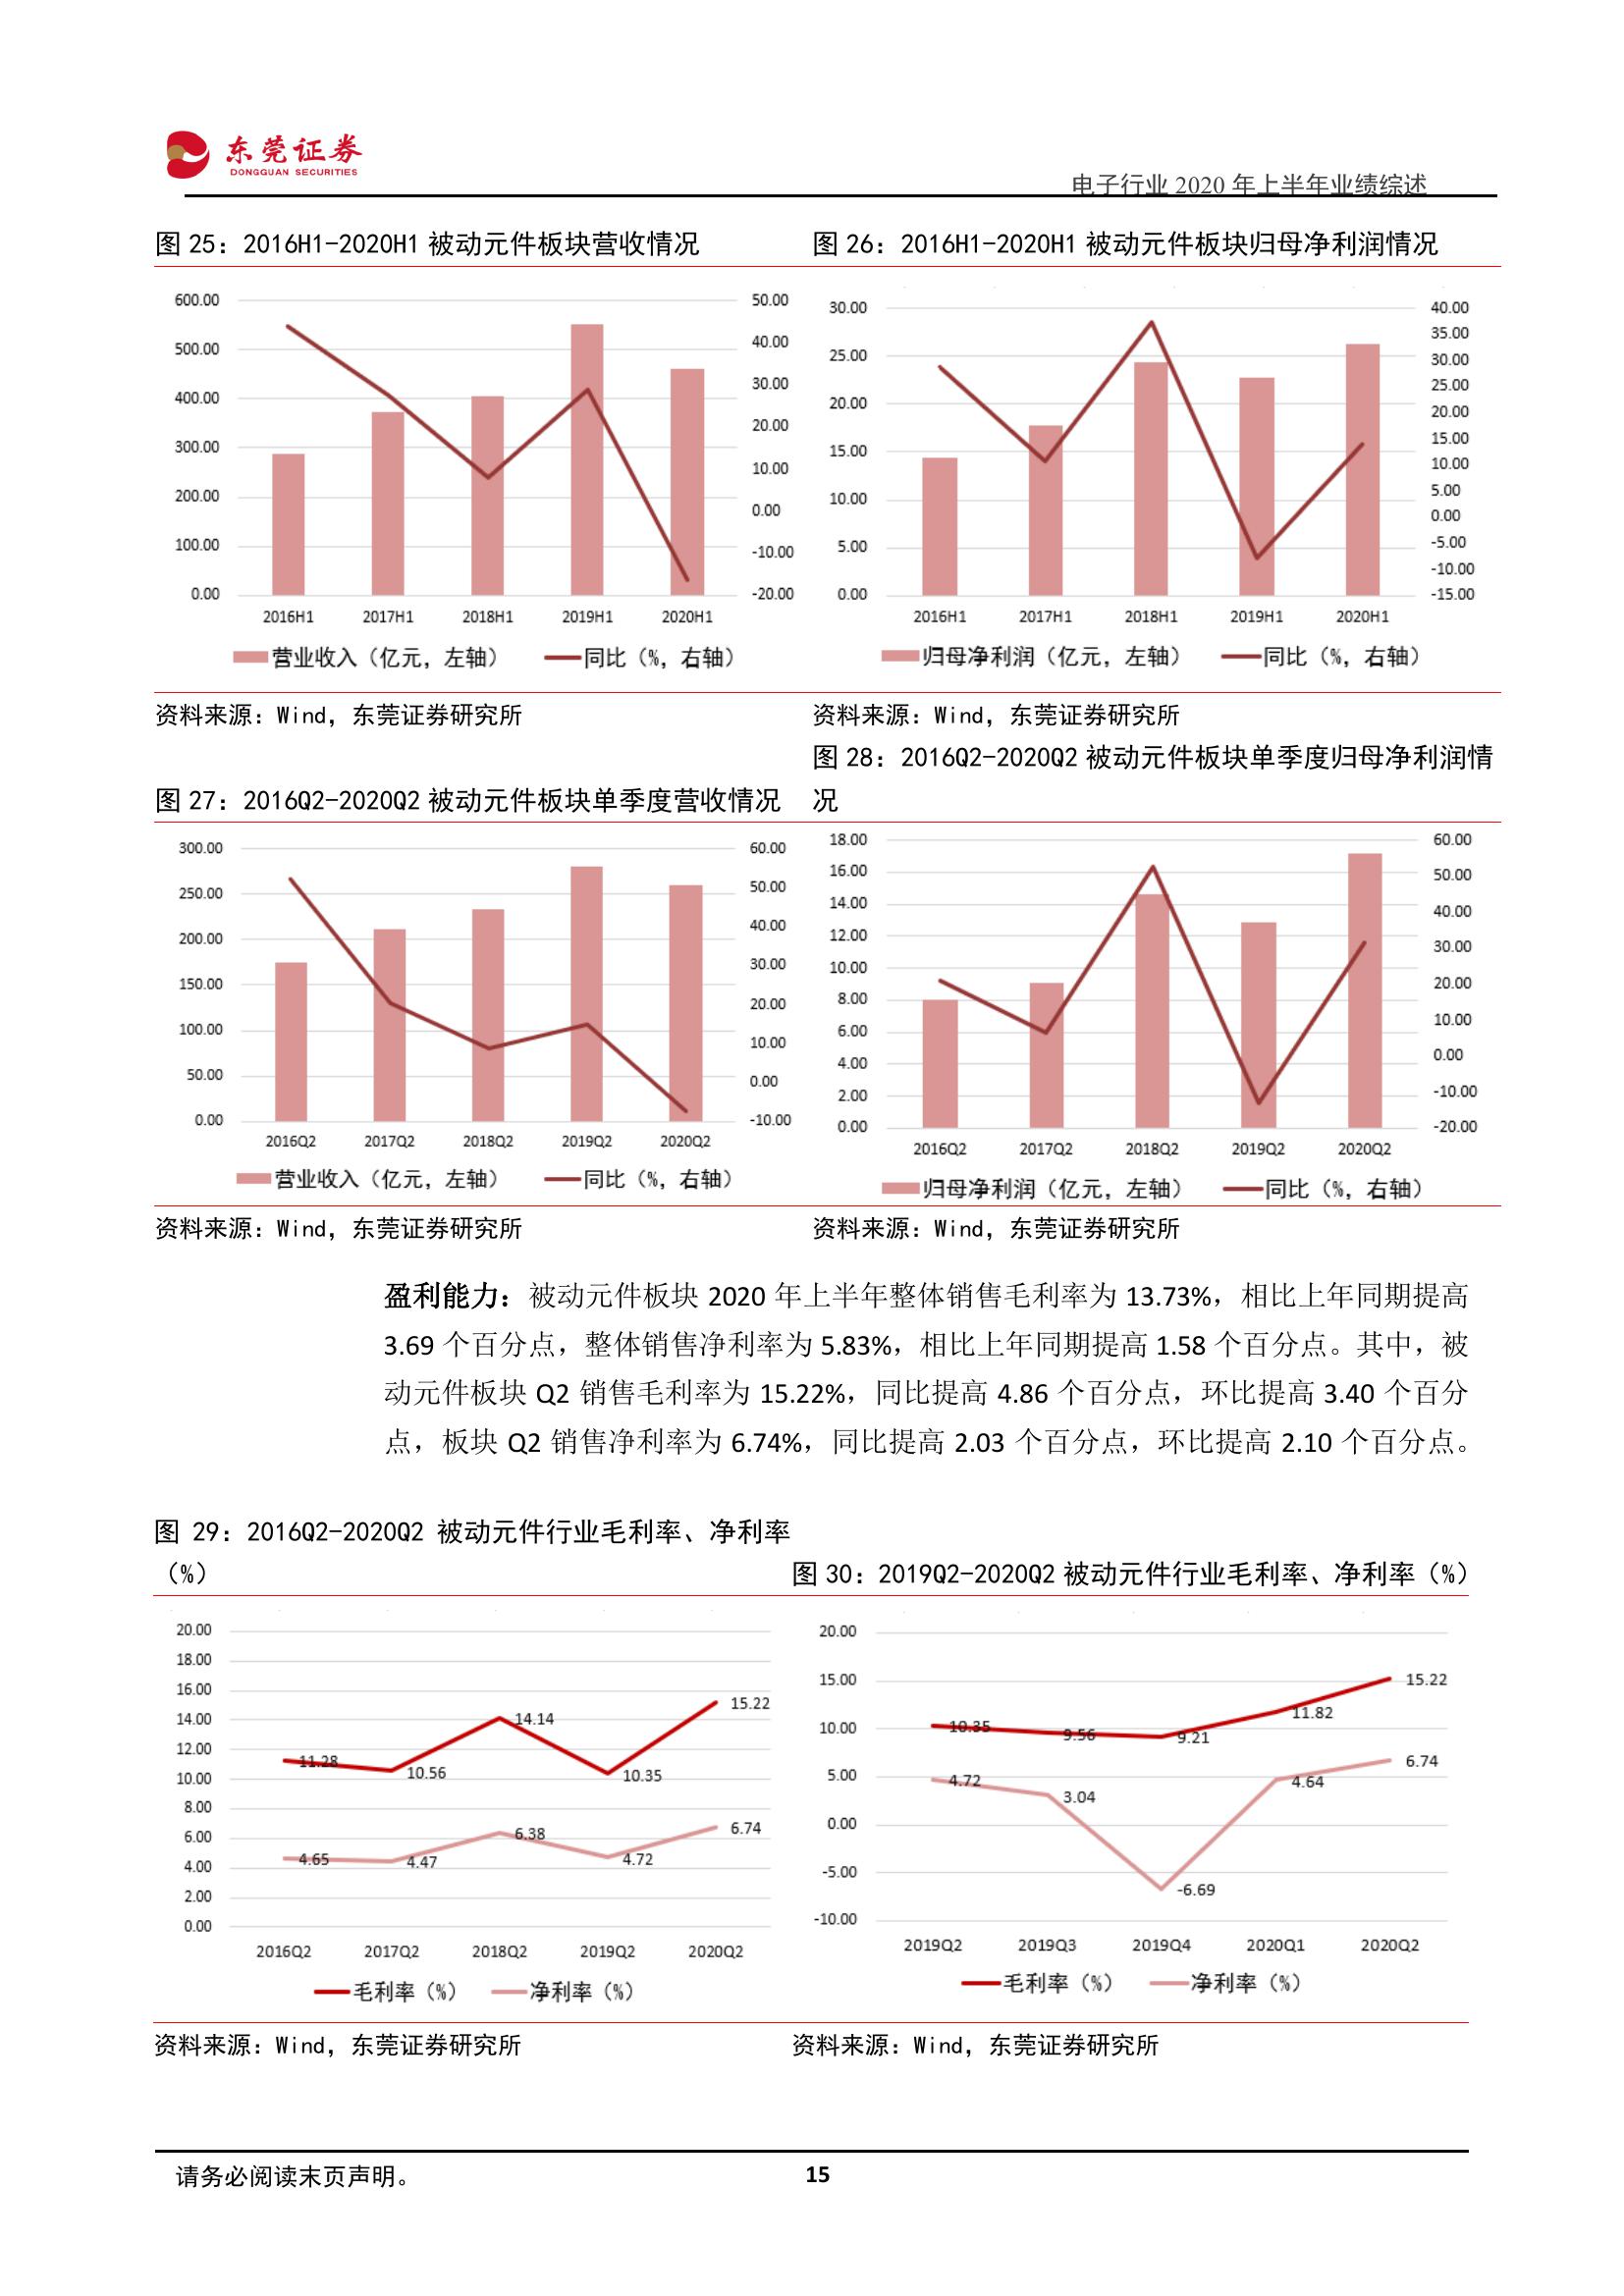 东莞证券
DONGGUAN SECURITIES
电子行业 2020 年上半年业绩综述
图 25：2016H1-2020H1 被动元件板块营收情况
图 26：2016H1-2020H1 被动元件板块归母净利润情况
600.00
500.00
400.00
300.00
200.00
100.00
0.00
50.00
40.00
30.00
20.00
10.00
0.00
-10.00
-20.00
2016H1 2017H1 2018H1 2019H1 2020H1
营业收入（亿元，左轴） 同比（%，右轴）
30.00
25.00
20.00
15.00
10.00
5.00
0.00
40.00
35.00
30.00
25.00
20.00
15.00
10.00
5.00
0.00
-5.00
-10.00
-15.00
2016H1 2017H1 2018H1 2019H1 2020H1
归母净利润（亿元，左轴） 同比（%，右轴）
资料来源：Wind，东莞证券研究所
资料来源：Wind，东莞证券研究所
图 27：2016Q2-2020Q2 被动元件板块单季度营收情况
图 28：2016Q2-2020Q2 被动元件板块单季度归母净利润情
况
300.00
250.00
200.00
150.00
100.00
50.00
0.00
60.00
50.00
40.00
30.00
20.00
10.00
0.00
-10.00
2016Q2 2017Q2 2018Q2 2019Q2 2020Q2
营业收入（亿元，左轴） 同比（%，右轴）
18.00
16.00
14.00
12.00
10.00
8.00
6.00
4.00
2.00
0.00
60.00
50.00
40.00
30.00
20.00
10.00
0.00
-10.00
-20.00
2016Q2 2017Q2 2018Q2 2019Q2 2020Q2
归母净利润（亿元，左轴） 同比（%，右轴）
资料来源：Wind，东莞证券研究所
资料来源：Wind，东莞证券研究所
盈利能力：被动元件板块 2020 年上半年整体销售毛利率为 13.73%，相比上年同期提高
3.69 个百分点，整体销售净利率为 5.83%，相比上年同期提高 1.58 个百分点。其中，被
动元件板块 Q2 销售毛利率为 15.22%，同比提高 4.86 个百分点，环比提高 3.40 个百分
点，板块 Q2 销售净利率为 6.74%，同比提高 2.03 个百分点，环比提高 2.10 个百分点。
图 29：2016Q2-2020Q2 被动元件行业毛利率、净利率
（%）
图 30：2019Q2-2020Q2 被动元件行业毛利率、净利率（%）
20.00
18.00
16.00
14.00
12.00
10.00
8.00
6.00
4.00
2.00
0.00
11.28 10.56 14.14 10.35 15.22
4.65 4.47 6.38 4.72 6.74
2016Q2 2017Q2 2018Q2 2019Q2 2020Q2
毛利率（%） 净利率（%）
20.00
15.00
10.00
5.00
0.00
-5.00
-10.00
10.35 9.56 9.21 11.82 15.22
4.72 3.04 -6.69 4.64 6.74
2019Q2 2019Q3 2019Q4 2020Q1 2020Q2
毛利率（%） 净利率（%）
资料来源：Wind，东莞证券研究所
资料来源：Wind，东莞证券研究所
请务必阅读末页声明。
15